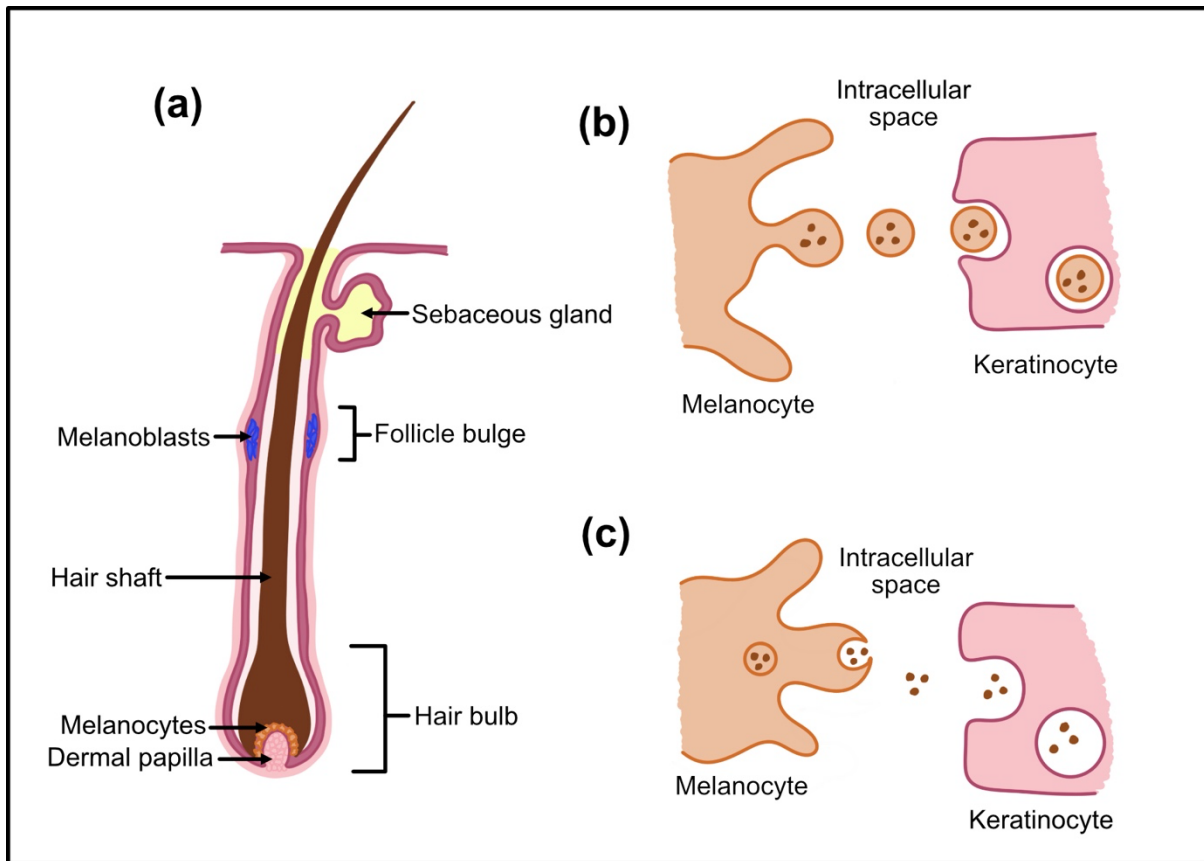 (a)
Sebaceous gland
Melanoblasts
Follicle bulge
Hair shaft
Melanocytes
Hair bulb
Dermal papilla
(b)
Intracellular
space
Melanocyte
Keratinocyte
(c)
Intracellular
space
Melanocyte
Keratinocyte